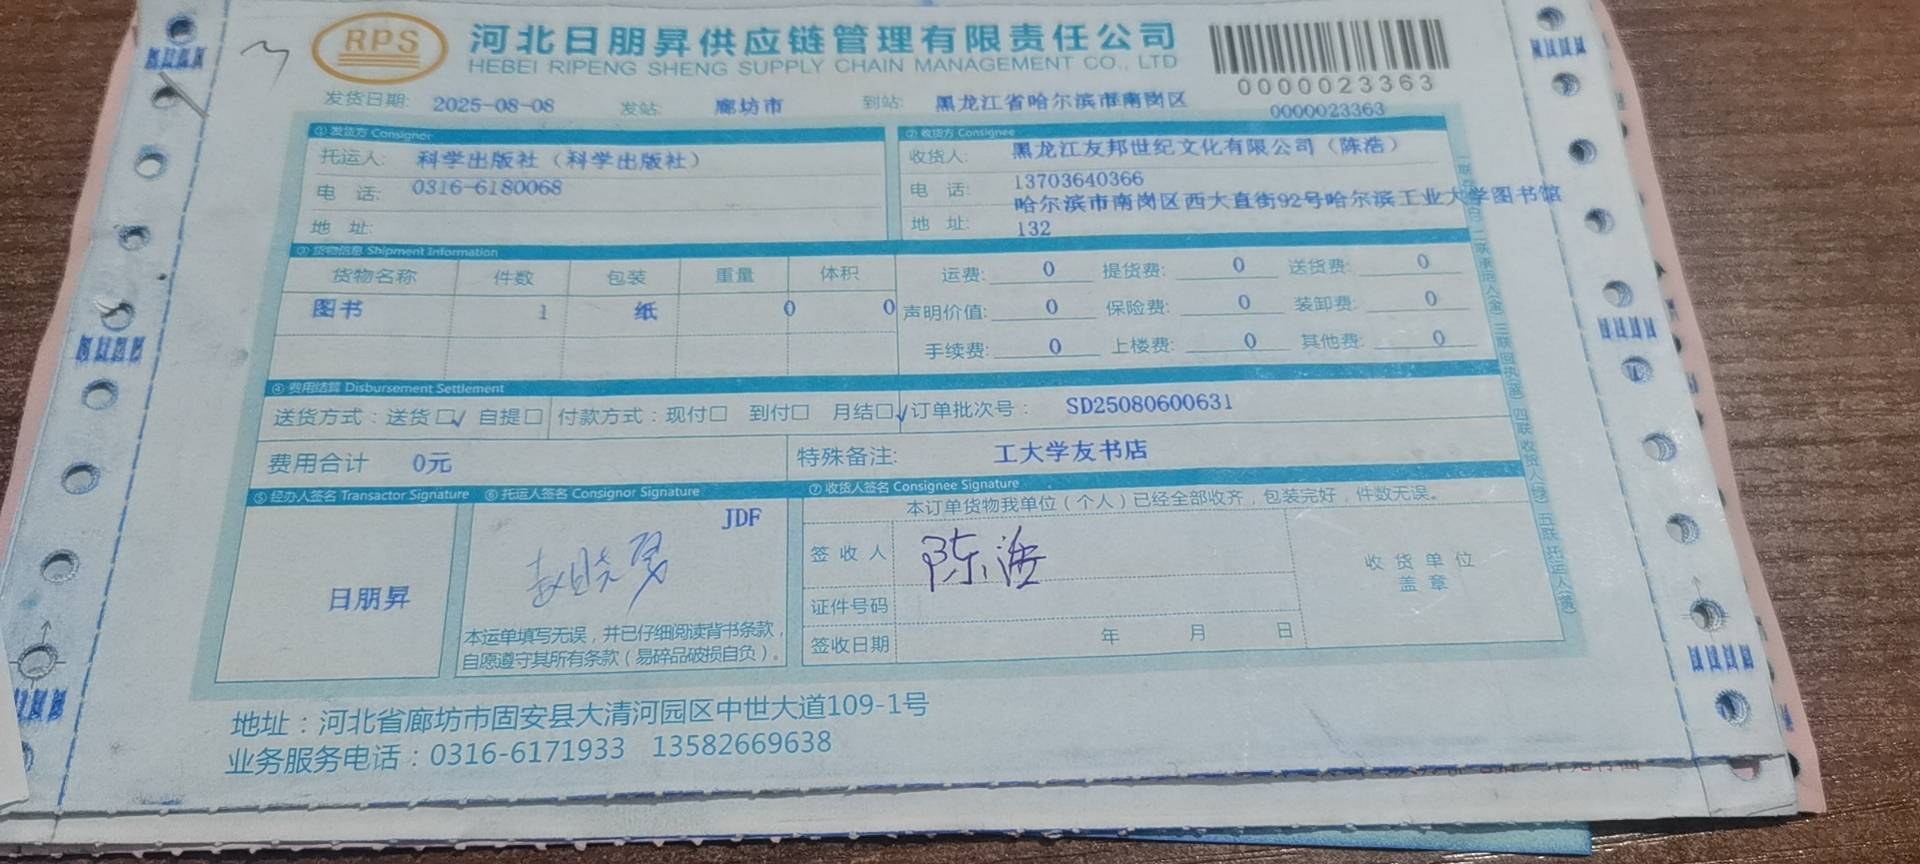 RPS
河北日朋昇供应链管理有限责任公司
HEBEI RIPENG SHENG SUPPLY CHAIN MANAGEMENT CO., LTD
0000023363
发货日期: 2025-08-08 发站: 廊坊市 到站: 黑龙江省哈尔滨市南岗区 0000023363
① 发货方 Consignor
② 收货方 Consignee
托运人: 科学出版社（科学出版社）
收货人: 黑龙江友邦世纪文化有限公司（陈浩）
电 话: 0316-6180068
电 话: 13703640366
地 址:
地 址: 哈尔滨市南岗区西大直街92号哈尔滨工业大学图书馆
132
③ 货物信息 Shipment Information
货物名称 件数 包装 重量 体积
图书 1 纸 0 0
运费: 0 提货费: 0 送货费: 0
声明价值: 0 保险费: 0 装卸费: 0
手续费: 0 上楼费: 0 其他费: 0
④ 费用结算 Disbursement Settlement
送货方式：送货☐√ 自提☐ 付款方式：现付☐ 到付☐ 月结☐√ 订单批次号： SD25080600631
费用合计 0元
特殊备注: 工大学友书店
⑤ 经办人签名 Transactor Signature
⑥ 托运人签名 Consignor Signature
⑦ 收货人签名 Consignee Signature
JDF
日朋昇
本运单填写无误，并已仔细阅读背书条款，
自愿遵守其所有条款（易碎品破损自负）。
本订单货物我单位（个人）已经全部收齐，包装完好，件数无误。
签 收 人 陈浩
证件号码
签收日期 年 月 日
收 货 单 位
盖 章
地址：河北省廊坊市固安县大清河园区中世大道109-1号
业务服务电话：0316-6171933 13582669638